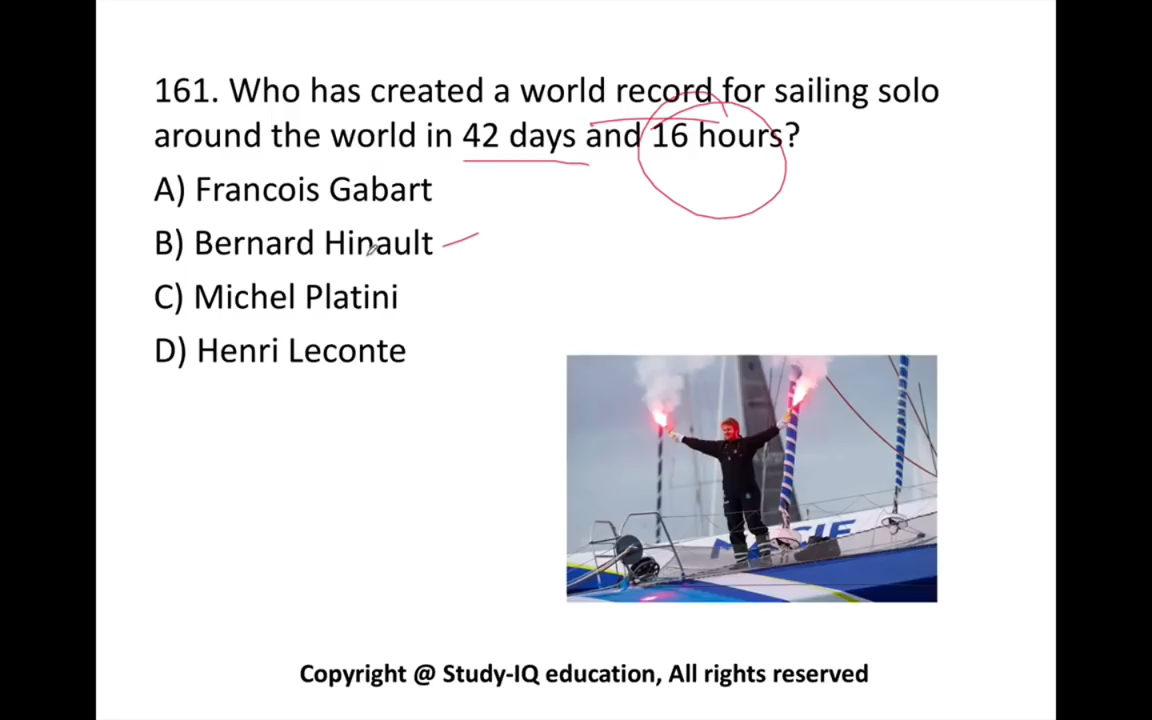 161. Who has created a world record for sailing solo
around the world in 42 days and 16 hours?
A) Francois Gabart
B) Bernard Hinault
C) Michel Platini
D) Henri Leconte
Copyright @ Study-IQ education, All rights reserved